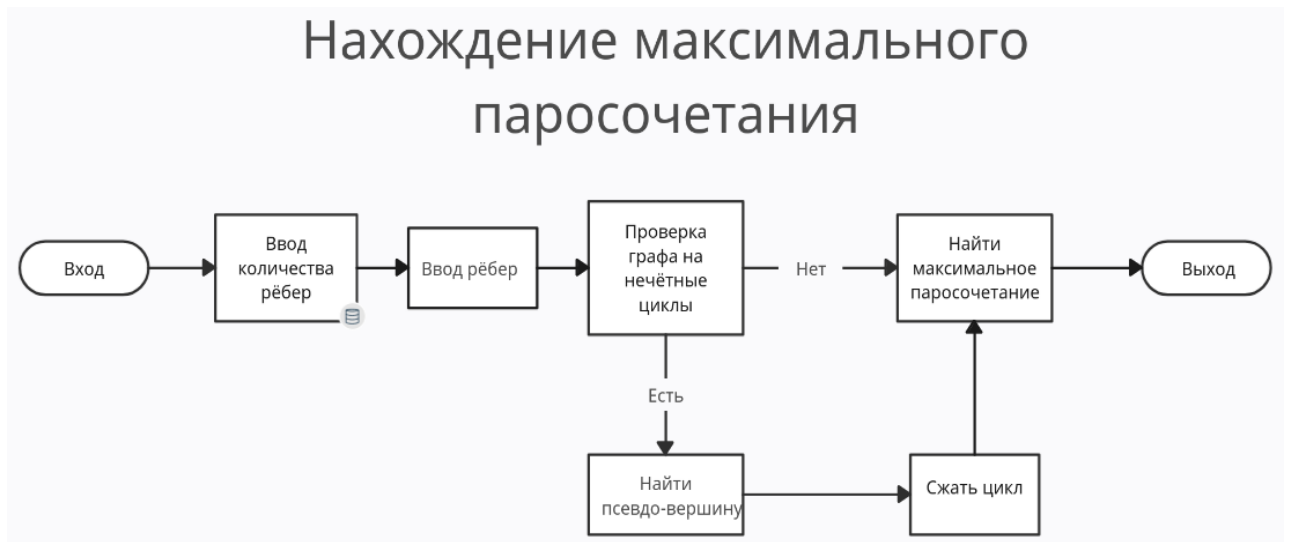 Нахождение максимального
паросочетания
Вход
Ввод
количества
рёбер
Ввод рёбер
Проверка
графа на
нечётные
циклы
Нет
Найти
максимальное
паросочетание
Выход
Есть
Найти
псевдо-вершину
Сжать цикл